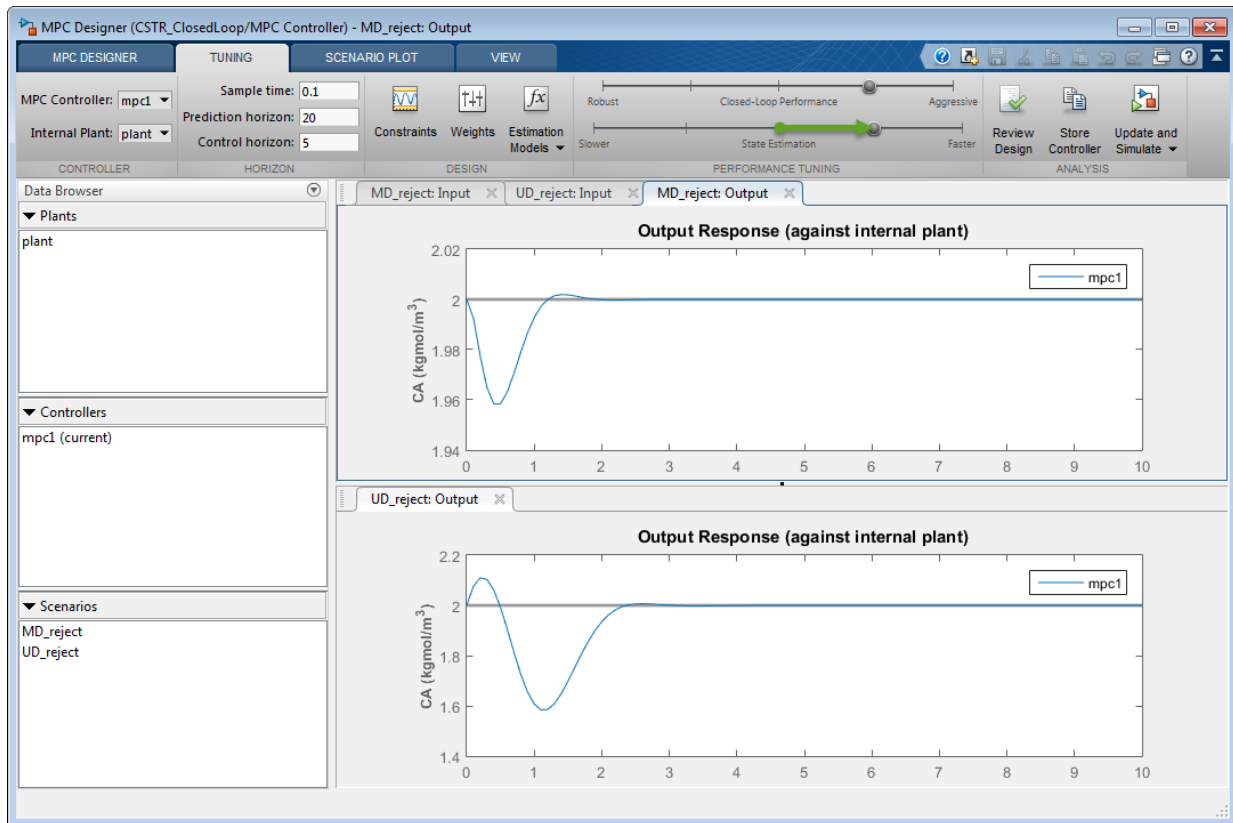 MPC Designer (CSTR_ClosedLoop/MPC Controller) - MD_reject: Output
MPC DESIGNER TUNING SCENARIO PLOT VIEW
MPC Controller: mpc1
Internal Plant: plant
CONTROLLER
Sample time: 0.1
Prediction horizon: 20
Control horizon: 5
HORIZON
Constraints Weights Estimation Models
DESIGN
Robust Closed-Loop Performance Aggressive
Slower State Estimation Faster
PERFORMANCE TUNING
Review Design Store Controller Update and Simulate
ANALYSIS
Data Browser
Plants
plant
Controllers
mpc1 (current)
Scenarios
MD_reject
UD_reject
MD_reject: Input UD_reject: Input MD_reject: Output
Output Response (against internal plant)
CA (kgmol/m³)
2.02
2
1.98
1.96
1.94
mpc1
0 1 2 3 4 5 6 7 8 9 10
UD_reject: Output
Output Response (against internal plant)
CA (kgmol/m³)
2.2
2
1.8
1.6
1.4
mpc1
0 1 2 3 4 5 6 7 8 9 10